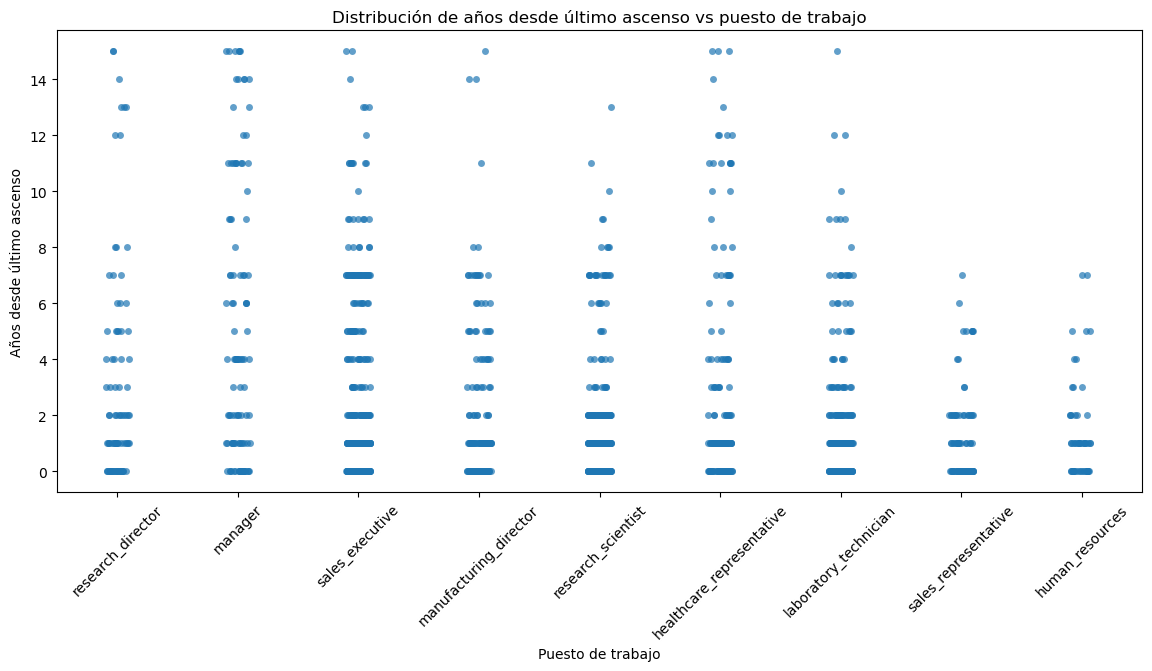 Distribución de años desde último ascenso vs puesto de trabajo
Años desde último ascenso
14
12
10
8
6
4
2
0
research_director
manager
sales_executive
manufacturing_director
research_scientist
healthcare_representative
laboratory_technician
sales_representative
human_resources
Puesto de trabajo